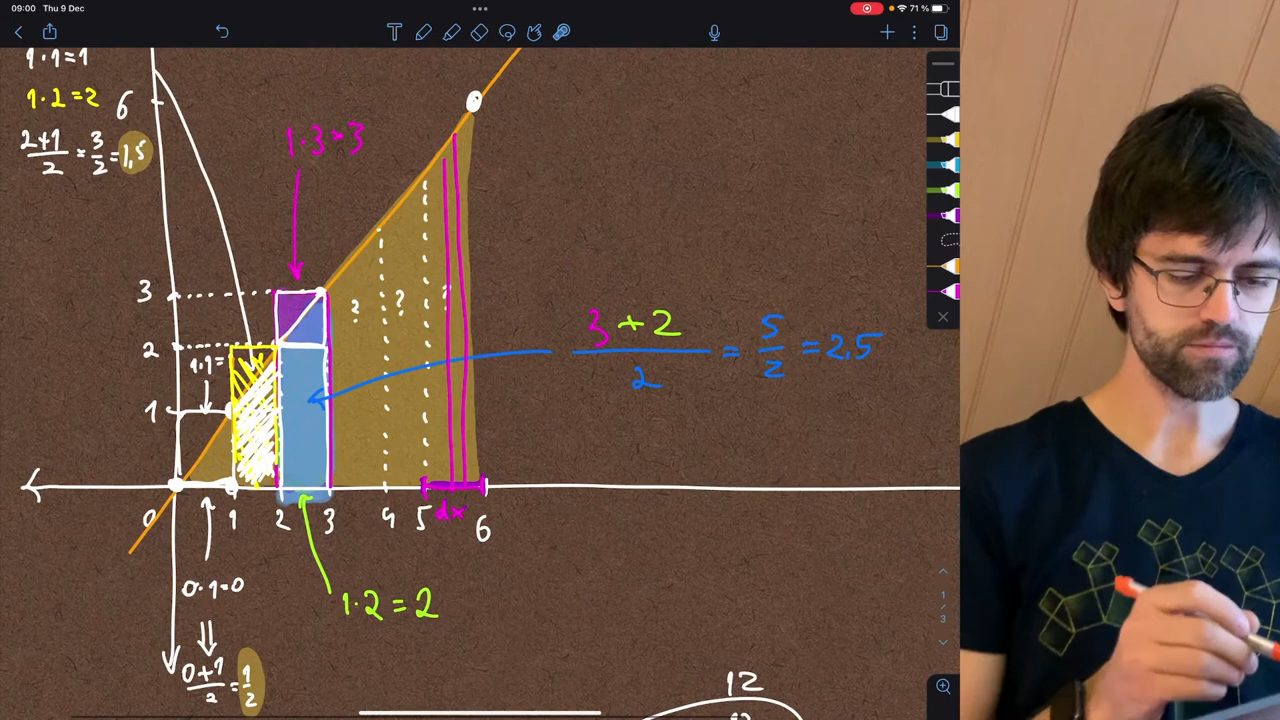 09:00 Thu 9 Dec
71 %
1·1=1
1·2=2
6
2+1/2 = 3/2 = 1,5
1·3=3
3
2
1·1=
1
? ? ?
3+2/2 = 5/2 = 2,5
0 1 2 3 4 5 dx 6
0·1=0
1·2=2
0+1/2 = 1/2
12
1/3